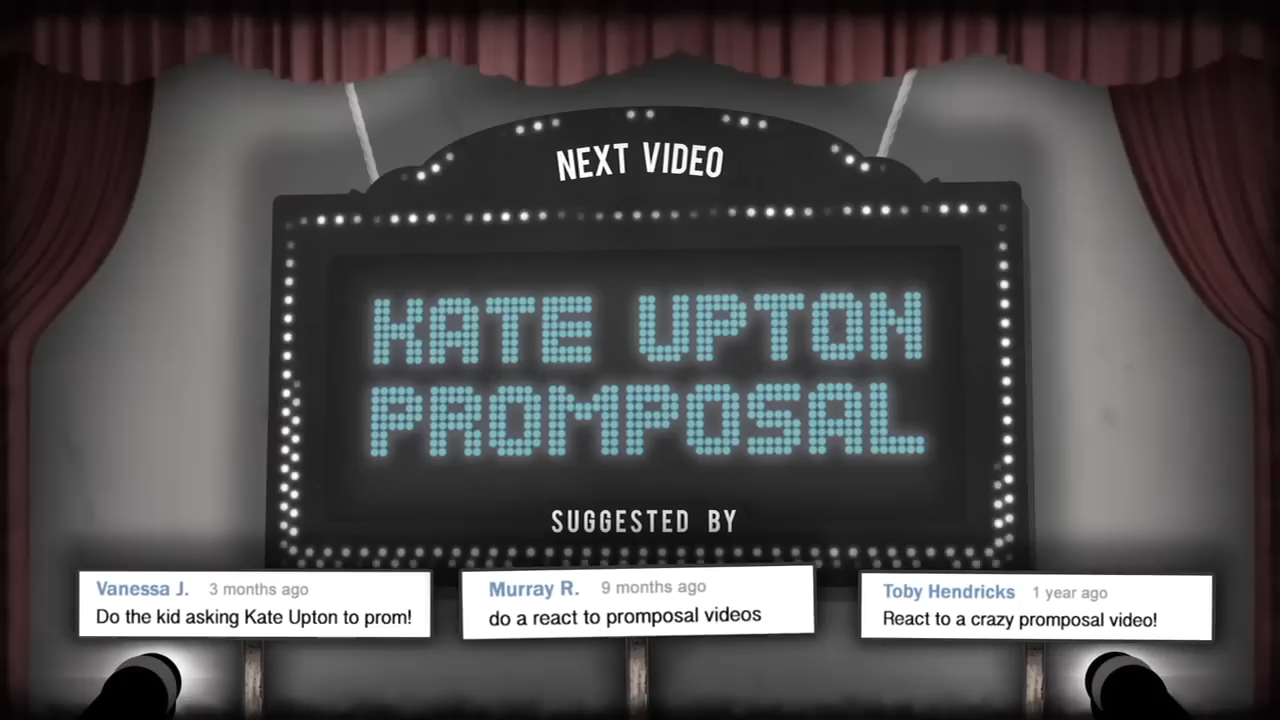 NEXT VIDEO
KATE UPTON
PROMPOSAL
SUGGESTED BY
Vanessa J. 3 months ago
Do the kid asking Kate Upton to prom!
Murray R. 9 months ago
do a react to promposal videos
Toby Hendricks 1 year ago
React to a crazy promposal video!